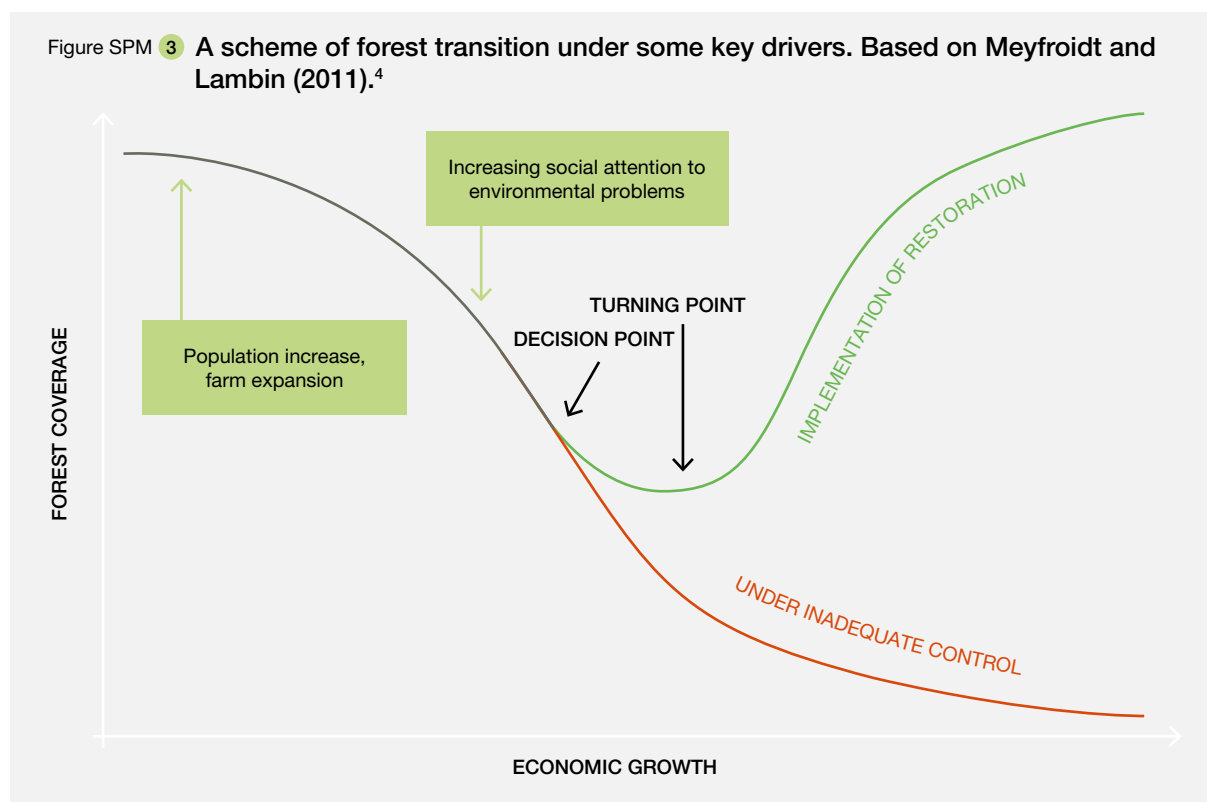 Figure SPM 3 A scheme of forest transition under some key drivers. Based on Meyfroidt and
Lambin (2011).4
Increasing social attention to
environmental problems
Population increase,
farm expansion
TURNING POINT
DECISION POINT
IMPLEMENTATION OF RESTORATION
UNDER INADEQUATE CONTROL
FOREST COVERAGE
ECONOMIC GROWTH